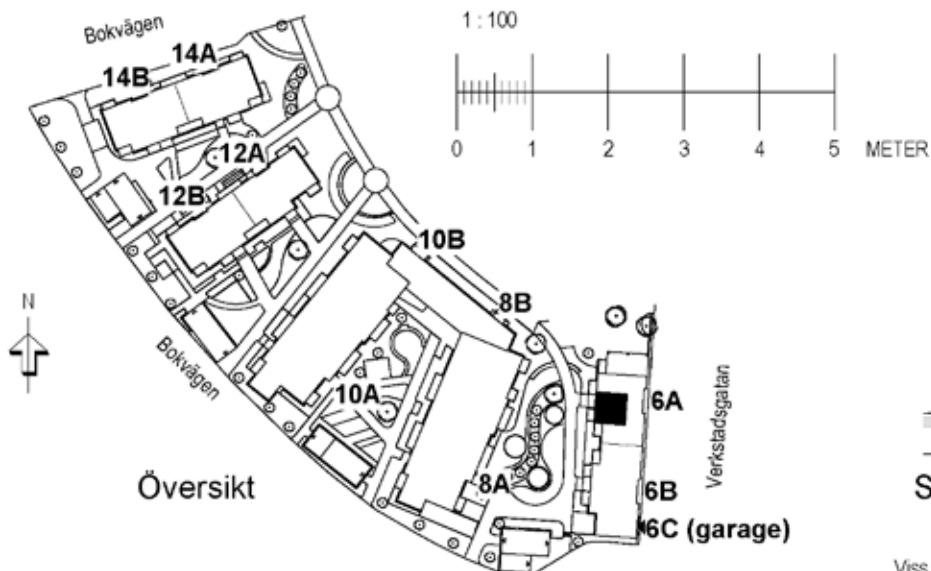 Bokvägen
1 : 100
14A
14B
0 1 2 3 4 5 METER
12A
12B
10B
N
8B
Bokvägen
10A
6A
Verkstadsgatan
Översikt
8A
6B
S
6C (garage)
Viss